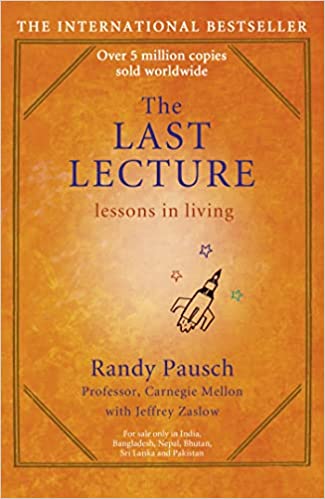 THE INTERNATIONAL BESTSELLER
Over 5 million copies
sold worldwide
The
LAST
LECTURE
lessons in living
Randy Pausch
Professor, Carnegie Mellon
with Jeffrey Zaslow
For sale only in India,
Bangladesh, Nepal, Bhutan,
Sri Lanka and Pakistan